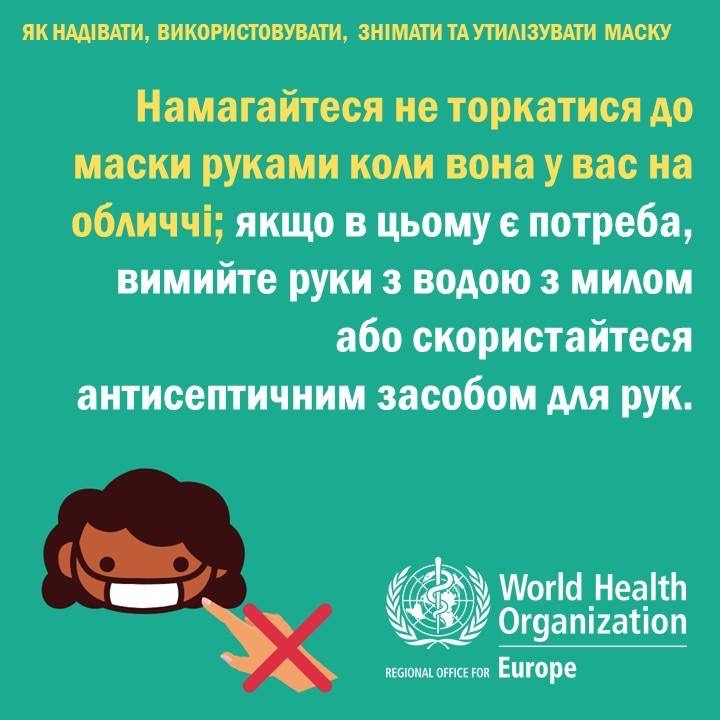 ЯК НАДІВАТИ, ВИКОРИСТОВУВАТИ, ЗНІМАТИ ТА УТИЛІЗУВАТИ МАСКУ
Намагайтеся не торкатися до
маски руками коли вона у вас на
обличчі; якщо в цьому є потреба,
вимийте руки з водою з милом
або скористайтеся
антисептичним засобом для рук.
World Health
Organization
REGIONAL OFFICE FOR Europe